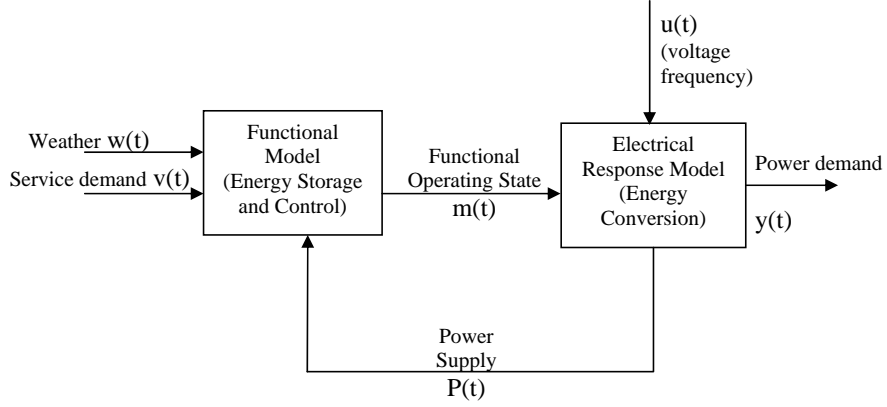 u(t)
(voltage
frequency)
Weather w(t)
Service demand v(t)
Functional
Model
(Energy Storage
and Control)
Functional
Operating State
m(t)
Electrical
Response Model
(Energy
Conversion)
Power demand
y(t)
Power
Supply
P(t)